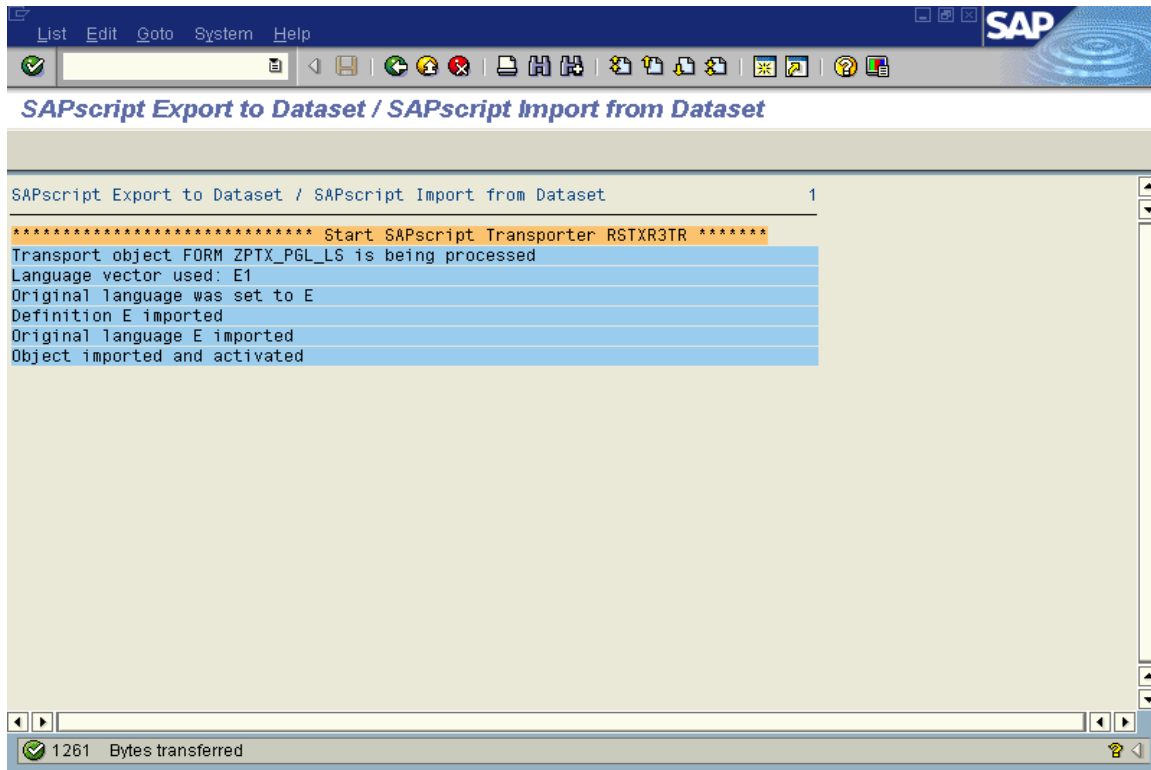 List Edit Goto System Help
SAP
SAPscript Export to Dataset / SAPscript Import from Dataset
SAPscript Export to Dataset / SAPscript Import from Dataset 1
****************************** Start SAPscript Transporter RSTXR3TR *******
Transport object FORM ZPTX_PGL_LS is being processed
Language vector used: E1
Original language was set to E
Definition E imported
Original language E imported
Object imported and activated
1261 Bytes transferred